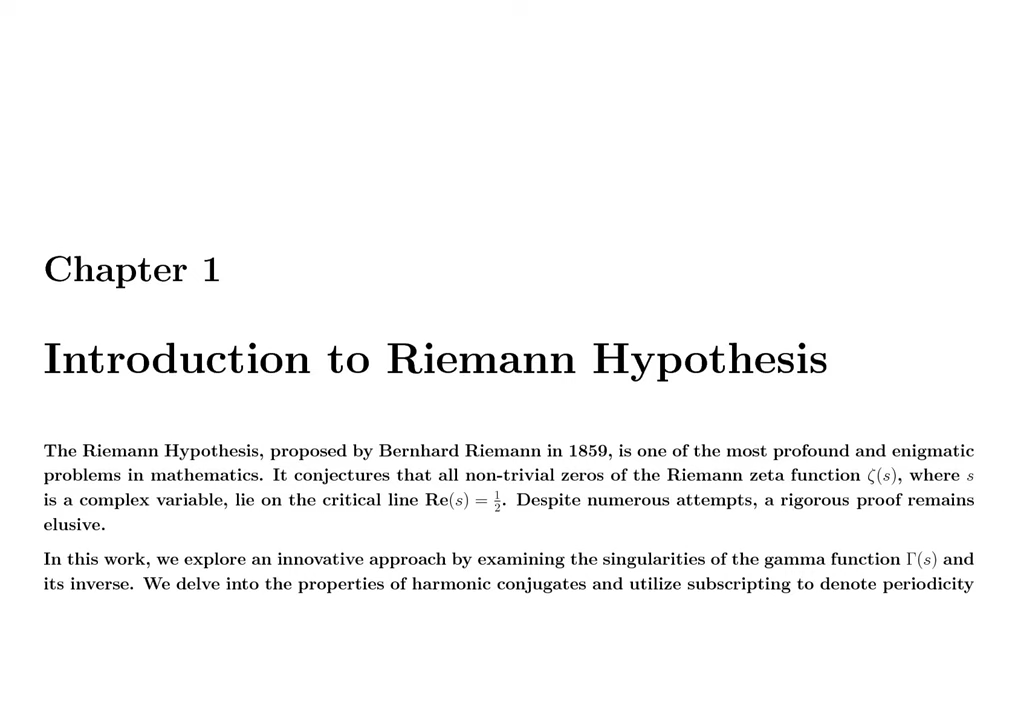 Chapter 1
Introduction to Riemann Hypothesis
The Riemann Hypothesis, proposed by Bernhard Riemann in 1859, is one of the most profound and enigmatic
problems in mathematics. It conjectures that all non-trivial zeros of the Riemann zeta function ζ(s), where s
is a complex variable, lie on the critical line Re(s) = 1/2. Despite numerous attempts, a rigorous proof remains
elusive.
In this work, we explore an innovative approach by examining the singularities of the gamma function Γ(s) and
its inverse. We delve into the properties of harmonic conjugates and utilize subscripting to denote periodicity